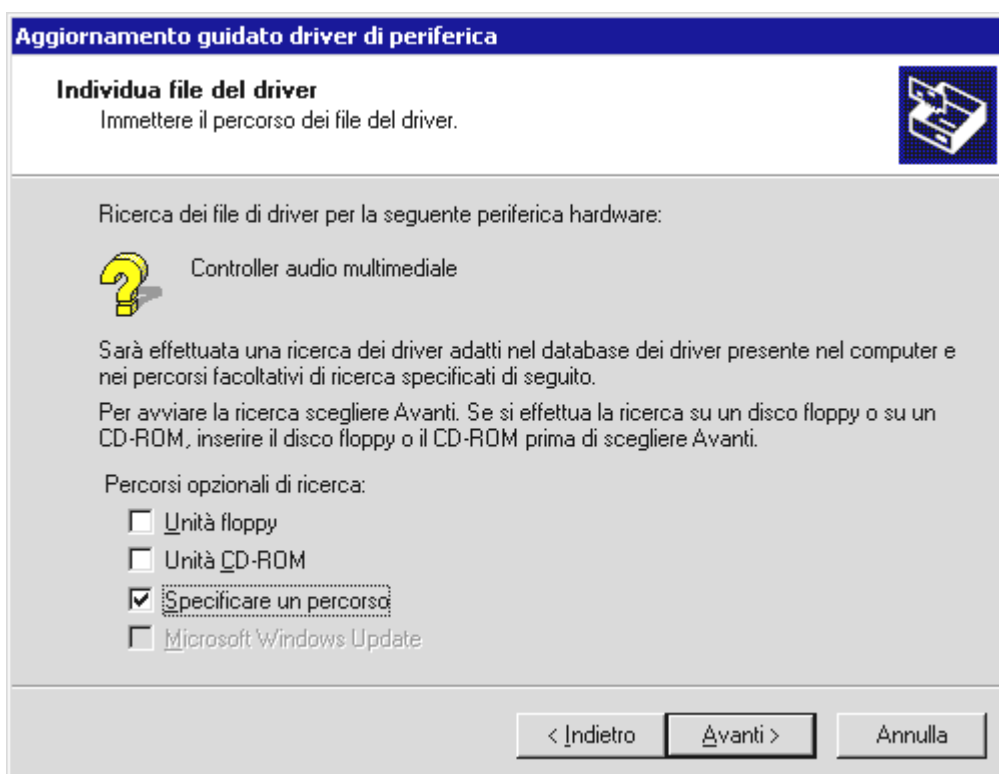 Aggiornamento guidato driver di periferica
Individua file del driver
Immettere il percorso dei file del driver.
Ricerca dei file di driver per la seguente periferica hardware:
Controller audio multimediale
Sarà effettuata una ricerca dei driver adatti nel database dei driver presente nel computer e
nei percorsi facoltativi di ricerca specificati di seguito.
Per avviare la ricerca scegliere Avanti. Se si effettua la ricerca su un disco floppy o su un
CD-ROM, inserire il disco floppy o il CD-ROM prima di scegliere Avanti.
Percorsi opzionali di ricerca:
Unità floppy
Unità CD-ROM
Specificare un percorso
Microsoft Windows Update
< Indietro
Avanti >
Annulla